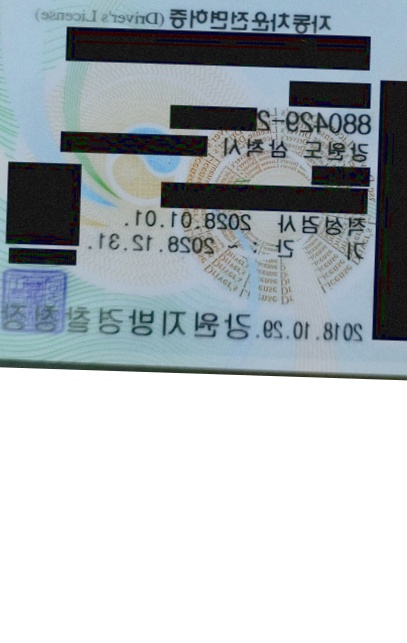 자동차운전면허증 (Driver's License)
880429-2
강원도 삼척시
적성검사 2028.01.01.
기 간 : ~ 2028.12.31.
2018.10.29. 강원지방경찰청장